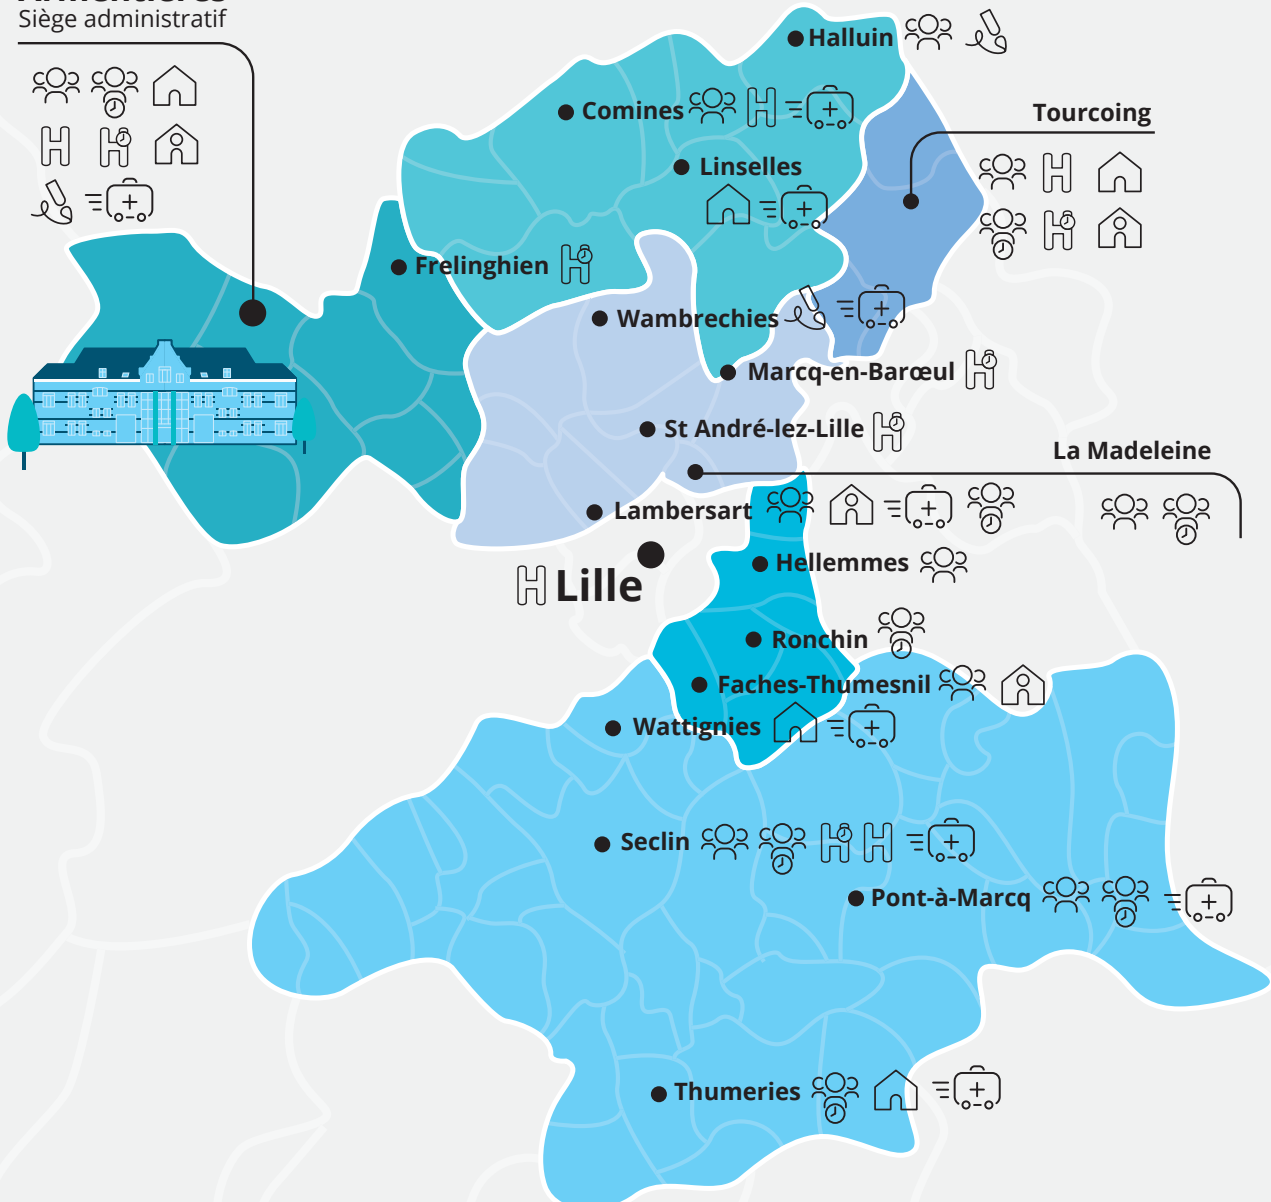 Armentières
Siège administratif
Halluin
Comines
Tourcoing
Linselles
Frelinghien
Wambrechies
Marcq-en-Barœul
St André-lez-Lille
La Madeleine
Lambersart
Hellemmes
Lille
Ronchin
Faches-Thumesnil
Wattignies
Seclin
Pont-à-Marcq
Thumeries